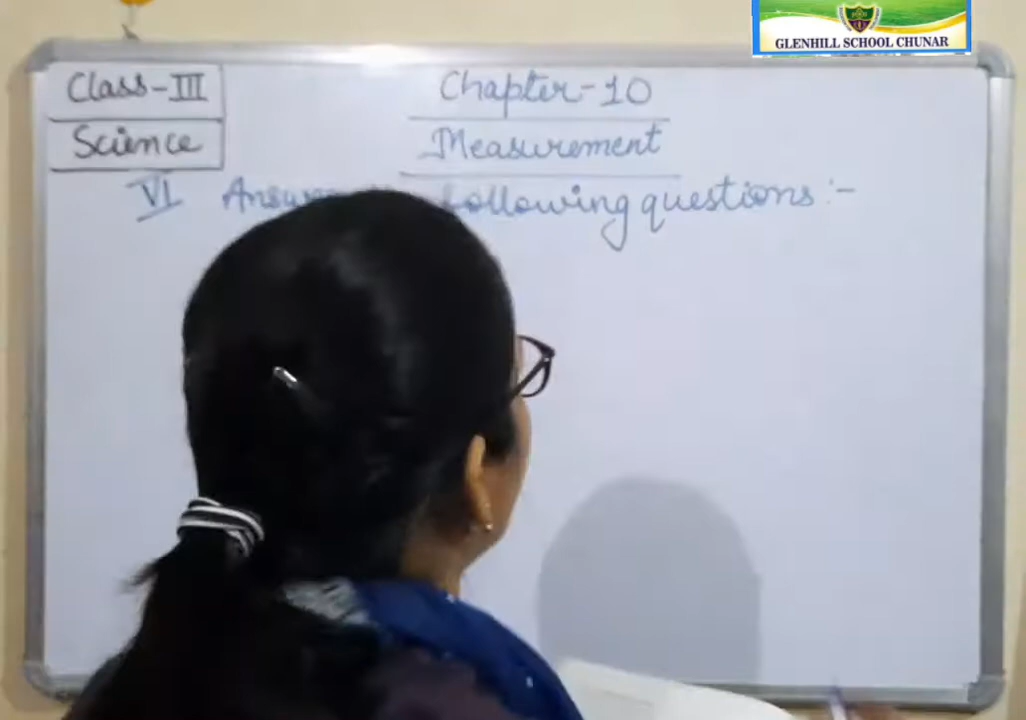 GLENHILL SCHOOL CHUNAR
Class-III
Science
Chapter-10
Measurement
VI following questions:-